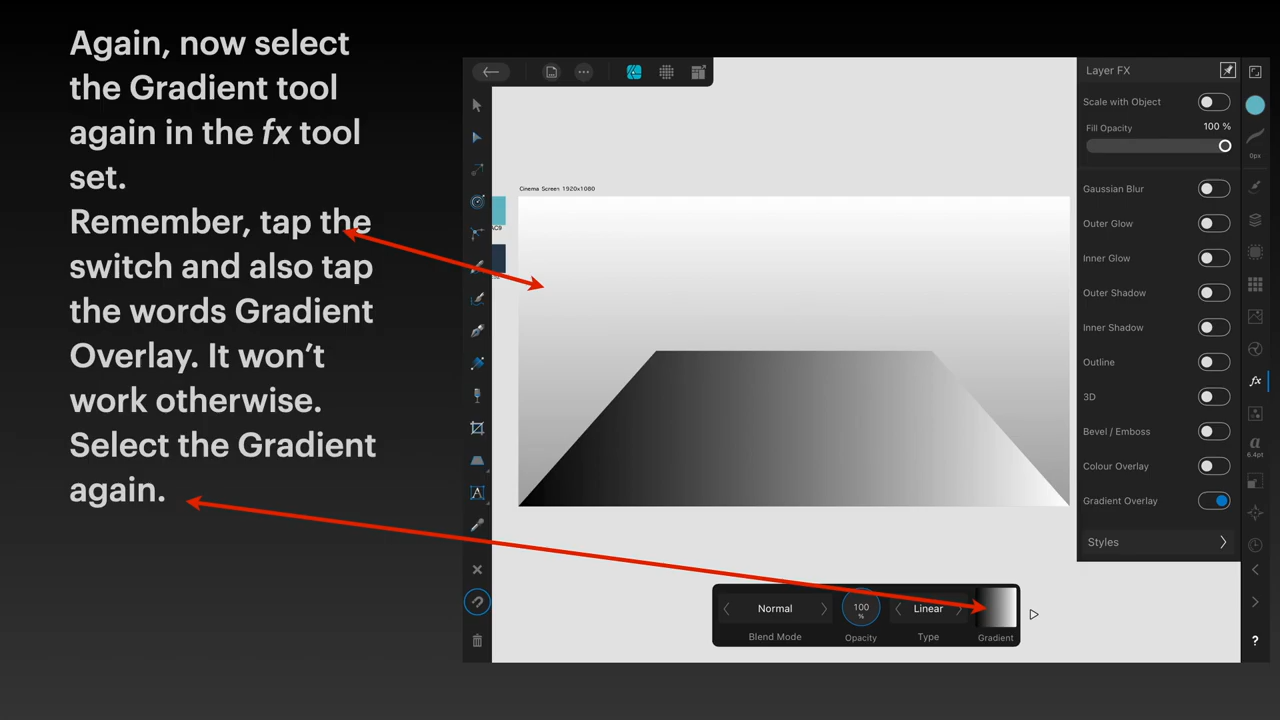 Again, now select
the Gradient tool
again in the fx tool
set.
Remember, tap the
switch and also tap
the words Gradient
Overlay. It won’t
work otherwise.
Select the Gradient
again.
Cinema Screen 1920x1080
Layer FX
Scale with Object
Fill Opacity 100 %
Gaussian Blur
Outer Glow
Inner Glow
Outer Shadow
Inner Shadow
Outline
3D
Bevel / Emboss
Colour Overlay
Gradient Overlay
Styles
0px
fx
a
6.4pt
?
A
Normal 100 % Linear
Blend Mode Opacity Type Gradient